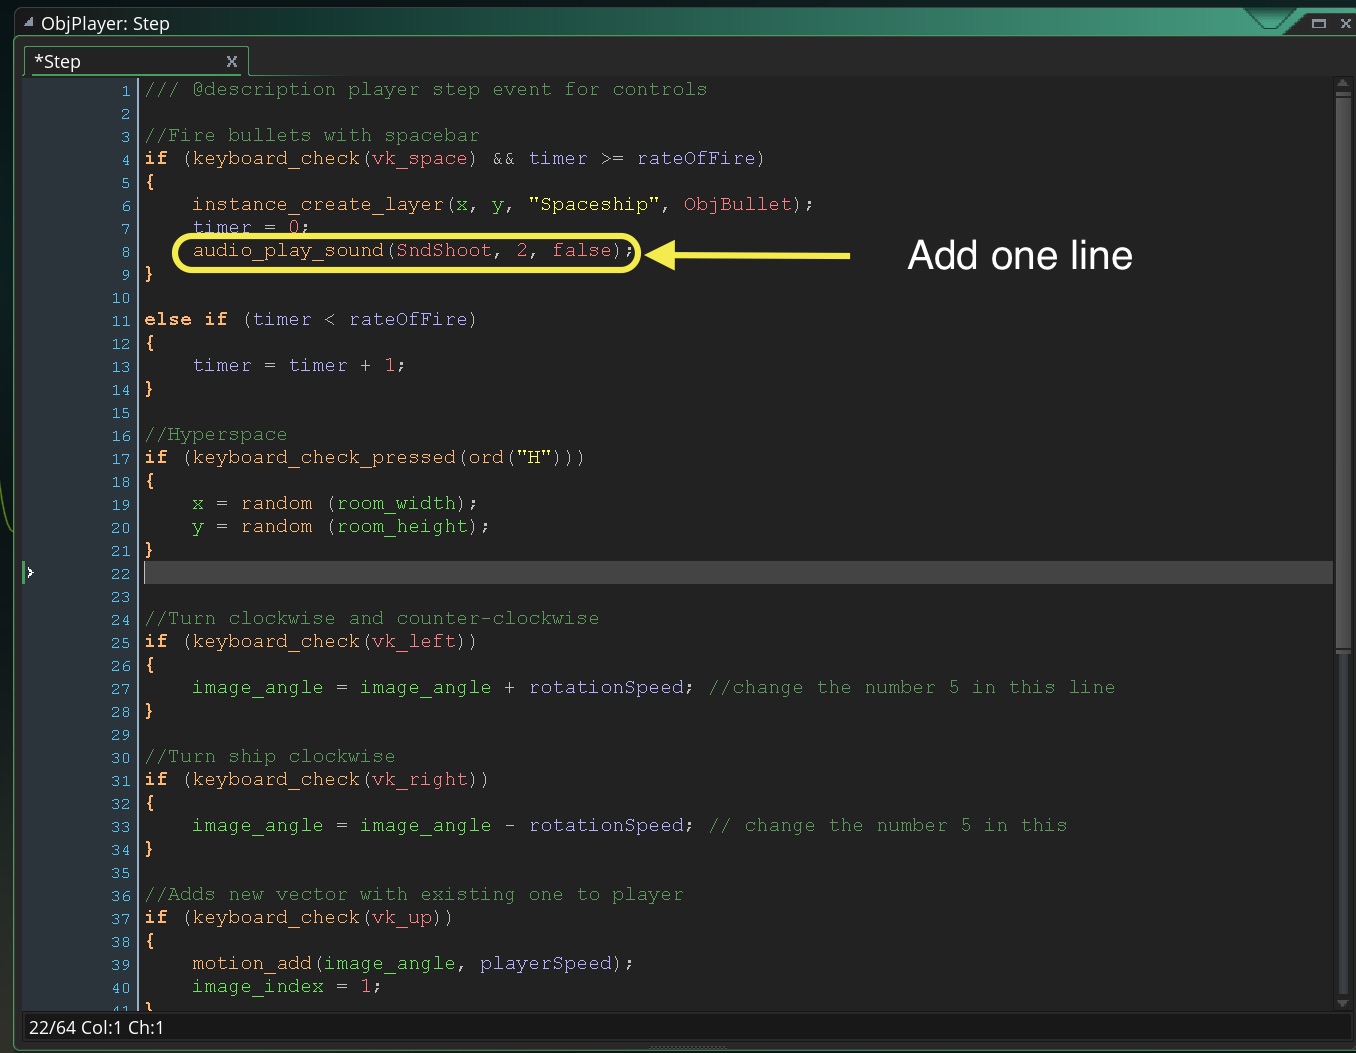 ObjPlayer: Step
*Step X
1 /// @description player step event for controls
2
3 //Fire bullets with spacebar
4 if (keyboard_check(vk_space) && timer >= rateOfFire)
5 {
6 instance_create_layer(x, y, "Spaceship", ObjBullet);
7 timer = 0;
8 audio_play_sound(SndShoot, 2, false); Add one line
9 }
10
11 else if (timer < rateOfFire)
12 {
13 timer = timer + 1;
14 }
15
16 //Hyperspace
17 if (keyboard_check_pressed(ord("H")))
18 {
19 x = random (room_width);
20 y = random (room_height);
21 }
22
23
24 //Turn clockwise and counter-clockwise
25 if (keyboard_check(vk_left))
26 {
27 image_angle = image_angle + rotationSpeed; //change the number 5 in this line
28 }
29
30 //Turn ship clockwise
31 if (keyboard_check(vk_right))
32 {
33 image_angle = image_angle - rotationSpeed; // change the number 5 in this
34 }
35
36 //Adds new vector with existing one to player
37 if (keyboard_check(vk_up))
38 {
39 motion_add(image_angle, playerSpeed);
40 image_index = 1;
41 }
22/64 Col:1 Ch:1